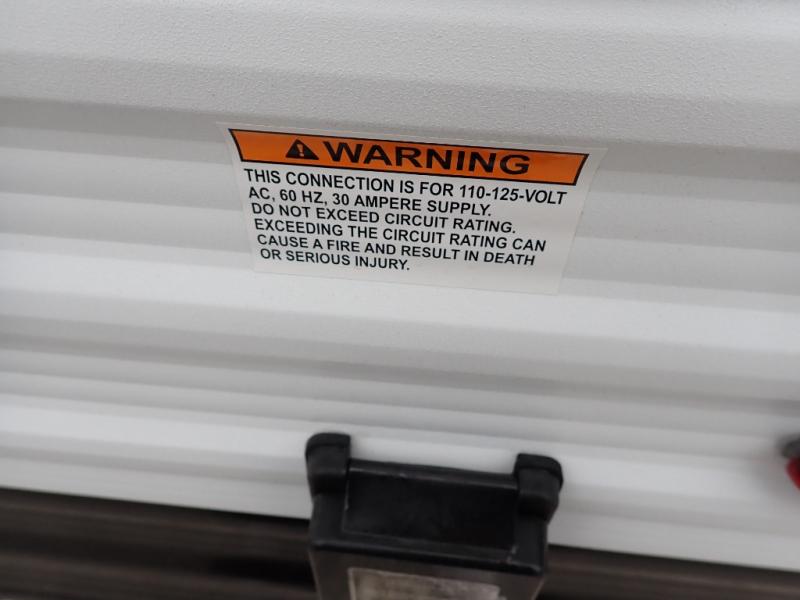 WARNING
THIS CONNECTION IS FOR 110-125-VOLT
AC, 60 HZ, 30 AMPERE SUPPLY.
DO NOT EXCEED CIRCUIT RATING.
EXCEEDING THE CIRCUIT RATING CAN
CAUSE A FIRE AND RESULT IN DEATH
OR SERIOUS INJURY.